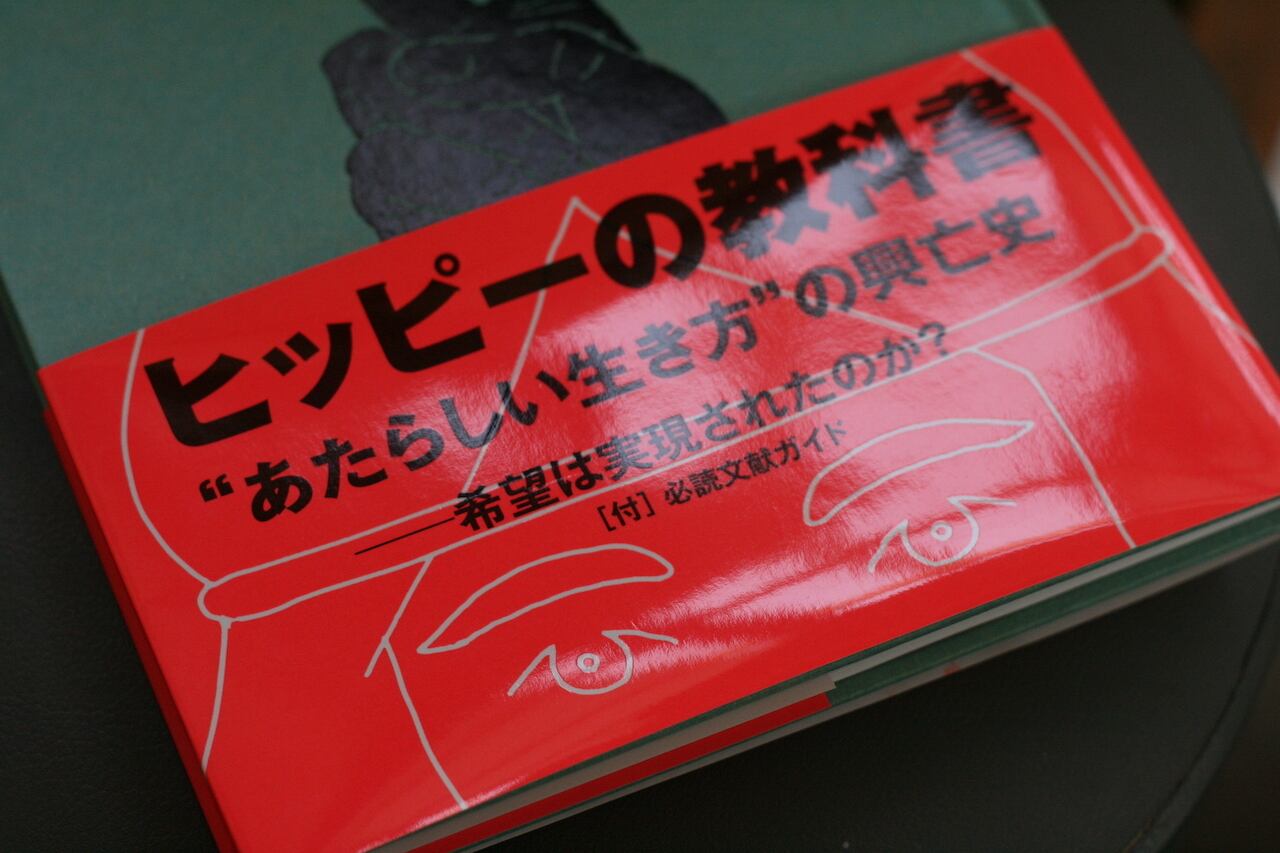 ヒッピーの教科書
“あたらしい生き方”の興亡史
──希望は実現されたのか?
[付] 必読文献ガイド